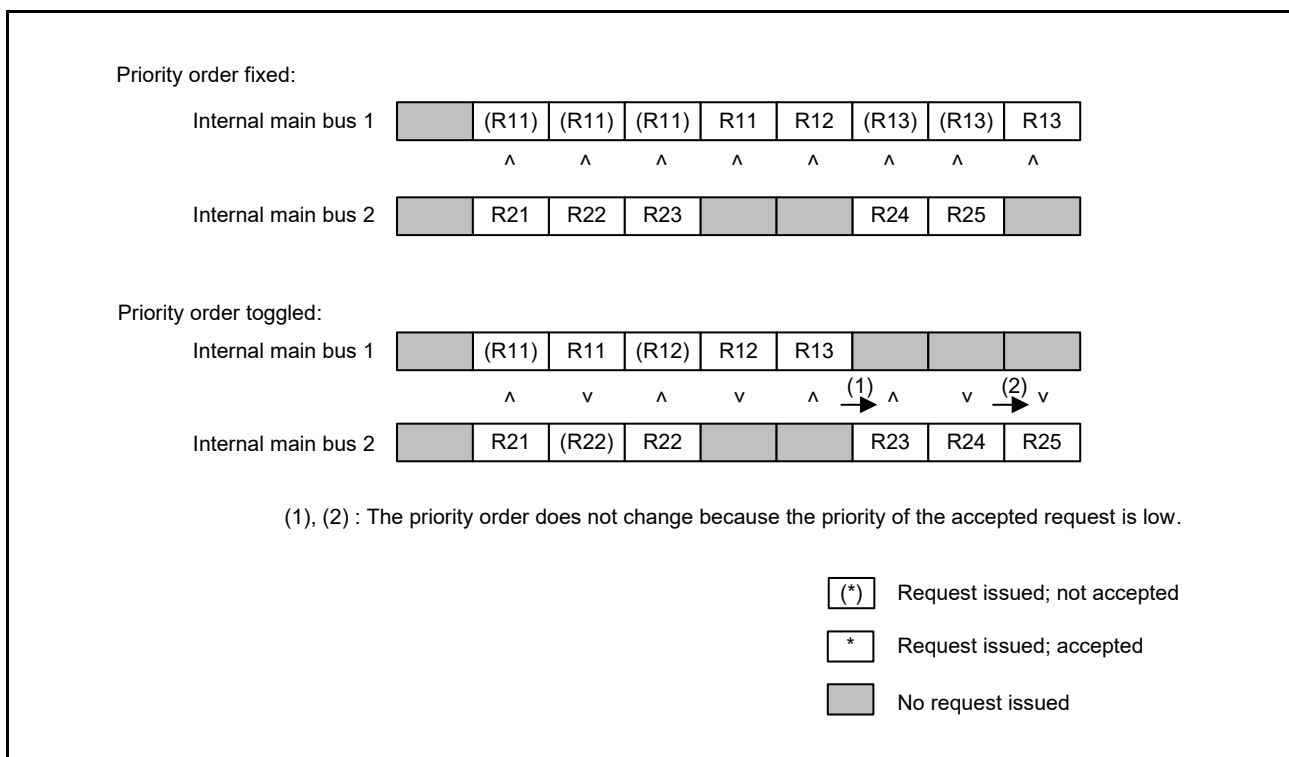 Priority order fixed:
Internal main bus 1 (R11) (R11) (R11) R11 R12 (R13) (R13) R13
^ ^ ^ ^ ^ ^ ^ ^
Internal main bus 2 R21 R22 R23 R24 R25
Priority order toggled:
Internal main bus 1 (R11) R11 (R12) R12 R13
^ v ^ v ^ (1) ^ v (2) v
Internal main bus 2 R21 (R22) R22 R23 R24 R25
(1), (2) : The priority order does not change because the priority of the accepted request is low.
(*) Request issued; not accepted
* Request issued; accepted
No request issued